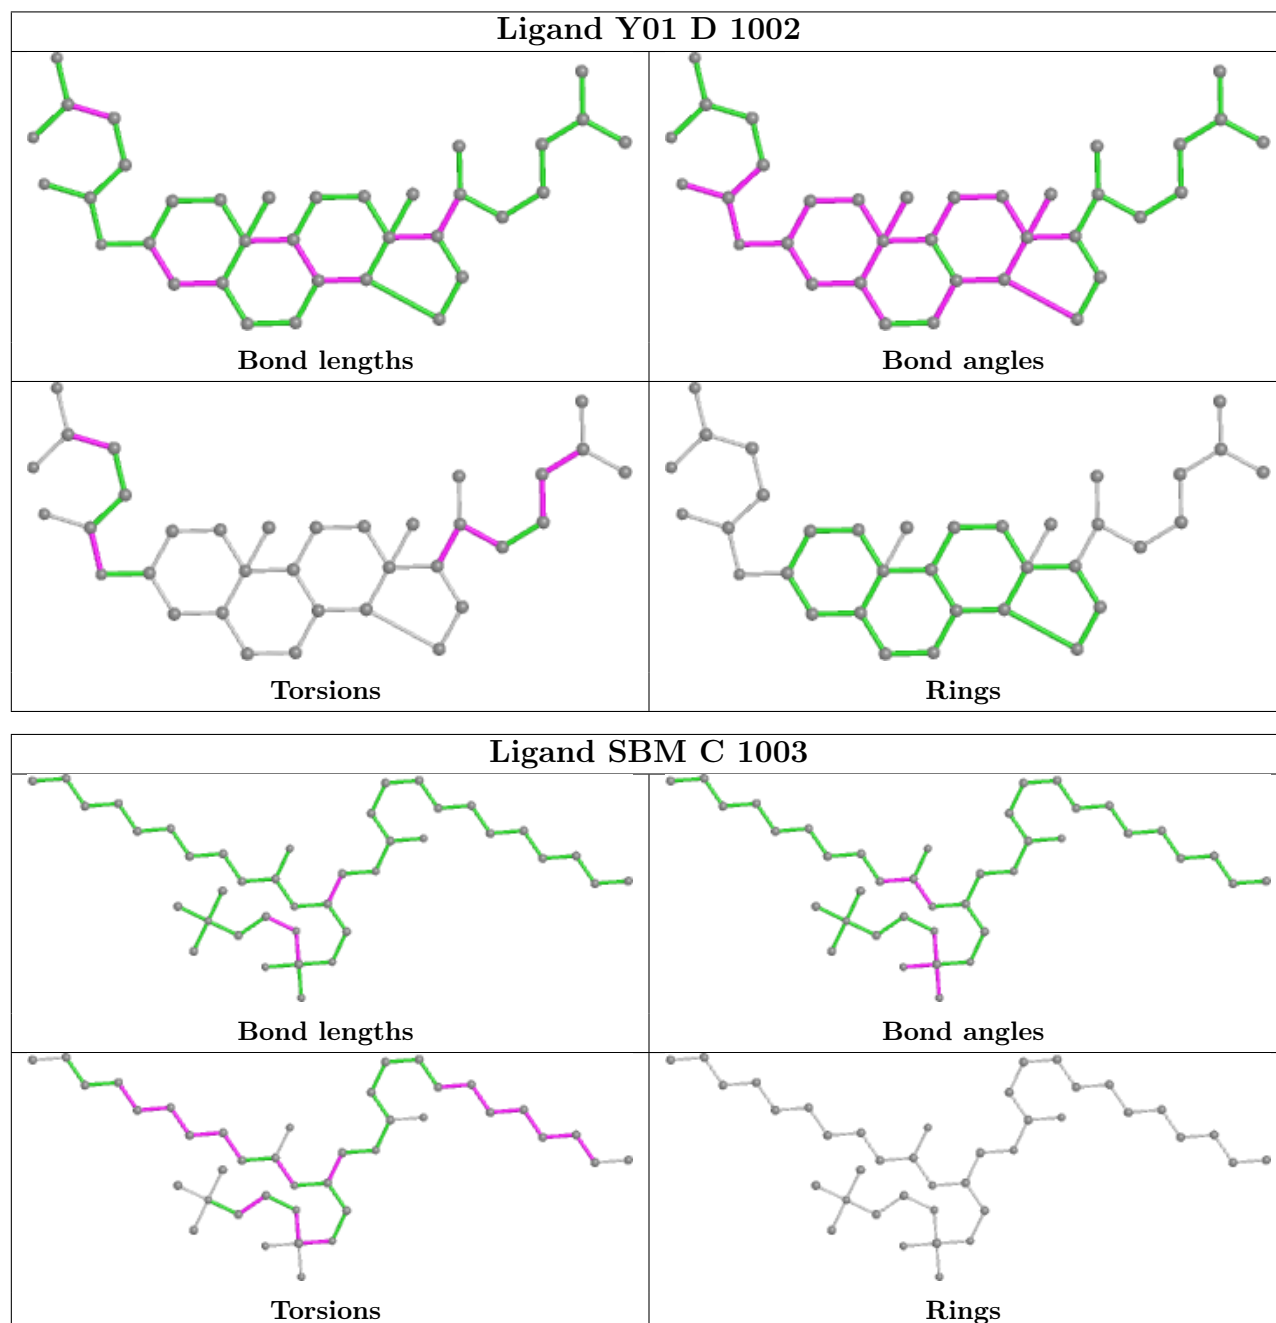 Ligand Y01 D 1002
Bond lengths
Bond angles
Torsions
Rings
Ligand SBM C 1003
Bond lengths
Bond angles
Torsions
Rings